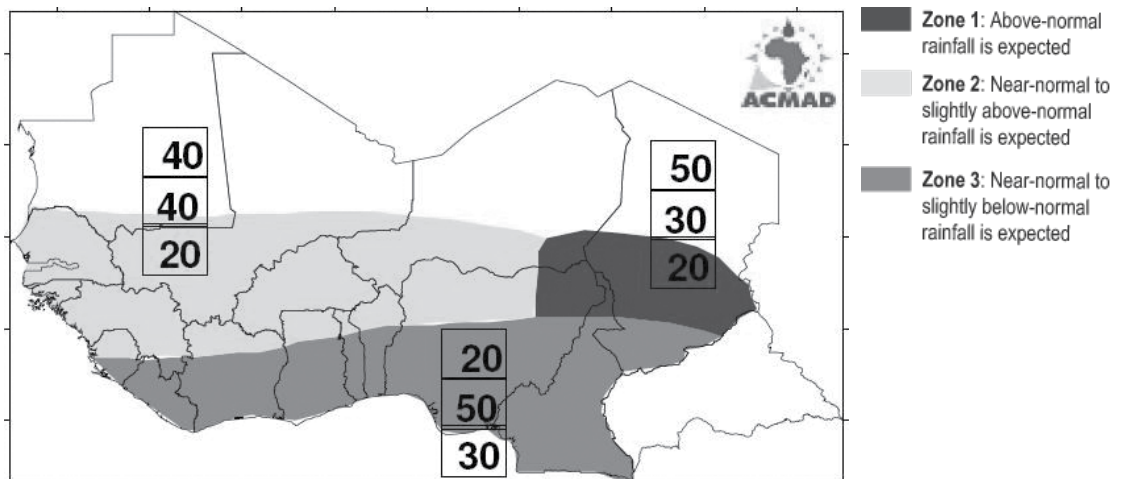 ACMAD
40
40
20
50
30
20
20
50
30
Zone 1: Above-normal
rainfall is expected
Zone 2: Near-normal to
slightly above-normal
rainfall is expected
Zone 3: Near-normal to
slightly below-normal
rainfall is expected